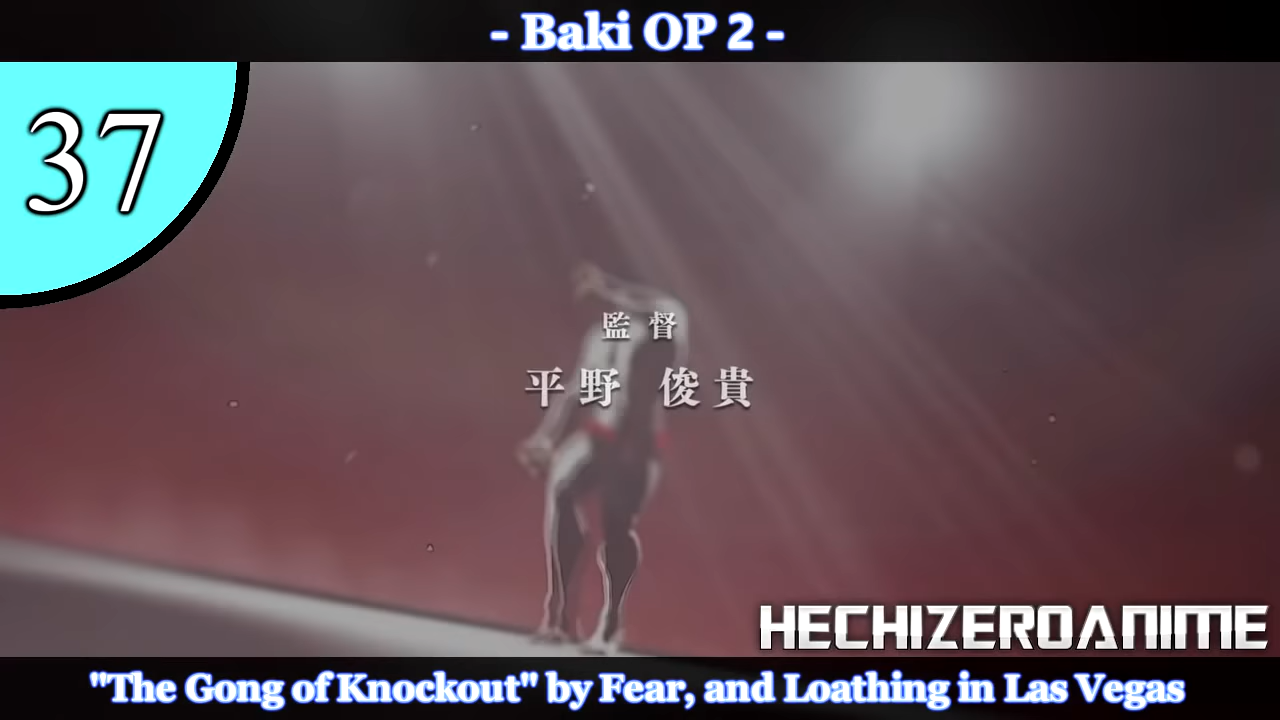 - Baki OP 2 -
37
監督
平野 俊貴
HECHIZEROANIME
"The Gong of Knockout" by Fear, and Loathing in Las Vegas